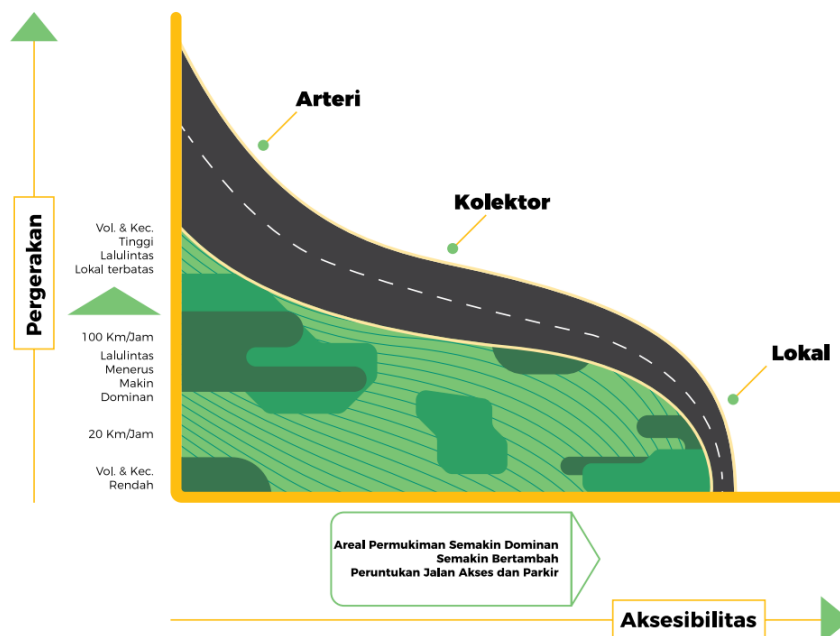 Arteri
Kolektor
Lokal
Pergerakan
Vol. & Kec.
Tinggi
Lalulintas
Lokal terbatas
100 Km/Jam
Lalulintas
Menerus
Makin
Dominan
20 Km/Jam
Vol. & Kec.
Rendah
Areal Permukiman Semakin Dominan
Semakin Bertambah
Peruntukan Jalan Akses dan Parkir
Aksesibilitas